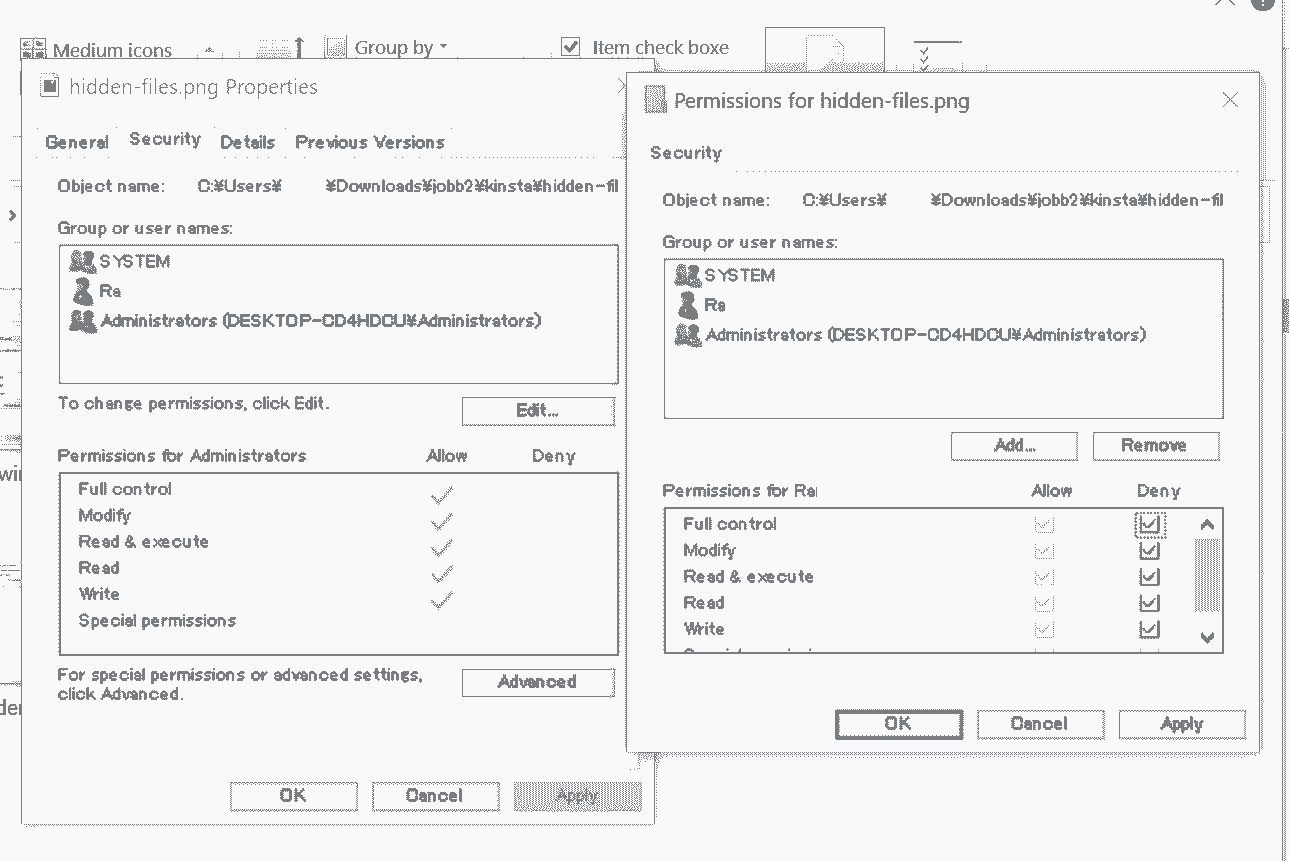 Medium icons
Group by
Item check boxe
hidden-files.png Properties
General Security Details Previous Versions
Object name: C:¥Users¥ ¥Downloads¥jobb2¥kinsta¥hidden-fil
Group or user names:
SYSTEM
Ra
Administrators (DESKTOP-CD4HDCU¥Administrators)
To change permissions, click Edit.
Edit...
Permissions for Administrators Allow Deny
Full control
Modify
Read & execute
Read
Write
Special permissions
For special permissions or advanced settings,
click Advanced.
Advanced
OK Cancel Apply
Permissions for hidden-files.png
Security
Object name: C:¥Users¥ ¥Downloads¥jobb2¥kinsta¥hidden-fil
Group or user names:
SYSTEM
Ra
Administrators (DESKTOP-CD4HDCU¥Administrators)
Add... Remove
Permissions for Ra Allow Deny
Full control
Modify
Read & execute
Read
Write
OK Cancel Apply